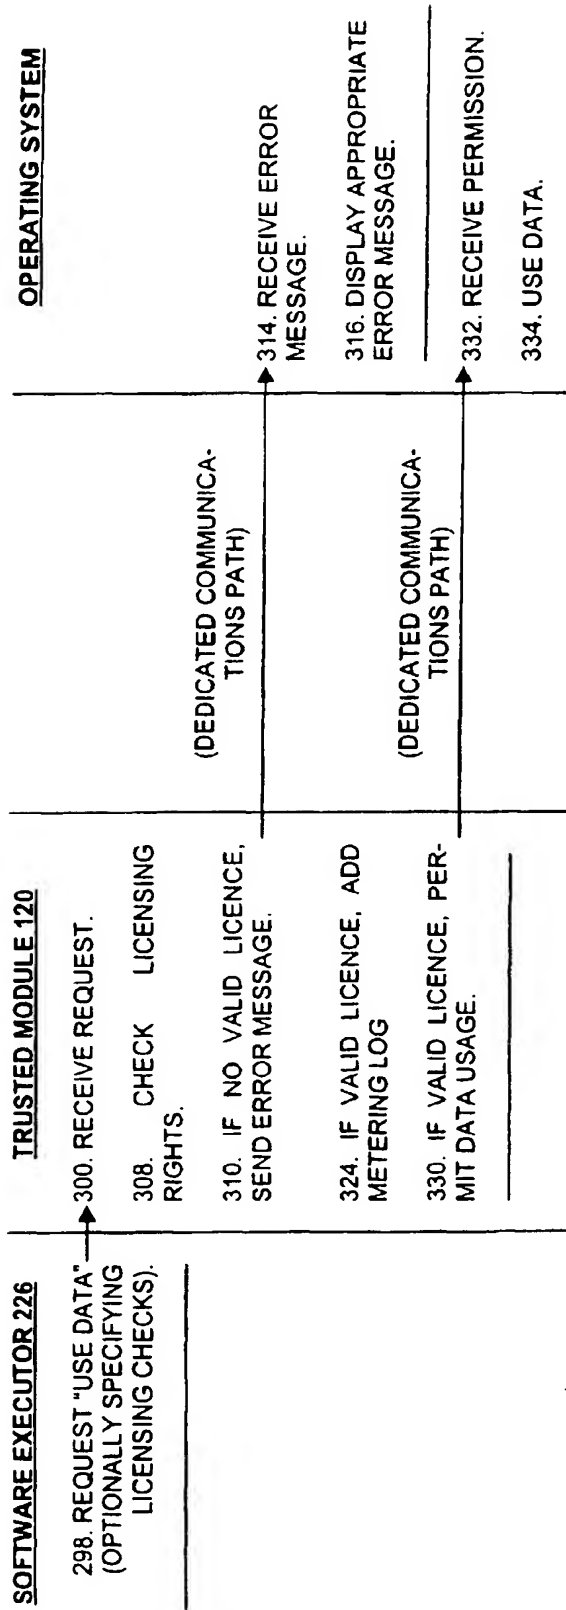 SOFTWARE EXECUTOR 226
298. REQUEST "USE DATA"
(OPTIONALLY SPECIFYING
LICENSING CHECKS).
TRUSTED MODULE 120
300. RECEIVE REQUEST.
308. CHECK LICENSING
RIGHTS.
310. IF NO VALID LICENCE,
SEND ERROR MESSAGE.
324. IF VALID LICENCE, ADD
METERING LOG
330. IF VALID LICENCE, PER-
MIT DATA USAGE.
(DEDICATED COMMUNICA-
TIONS PATH)
(DEDICATED COMMUNICA-
TIONS PATH)
OPERATING SYSTEM
314. RECEIVE ERROR
MESSAGE.
316. DISPLAY APPROPRIATE
ERROR MESSAGE.
332. RECEIVE PERMISSION.
334. USE DATA.